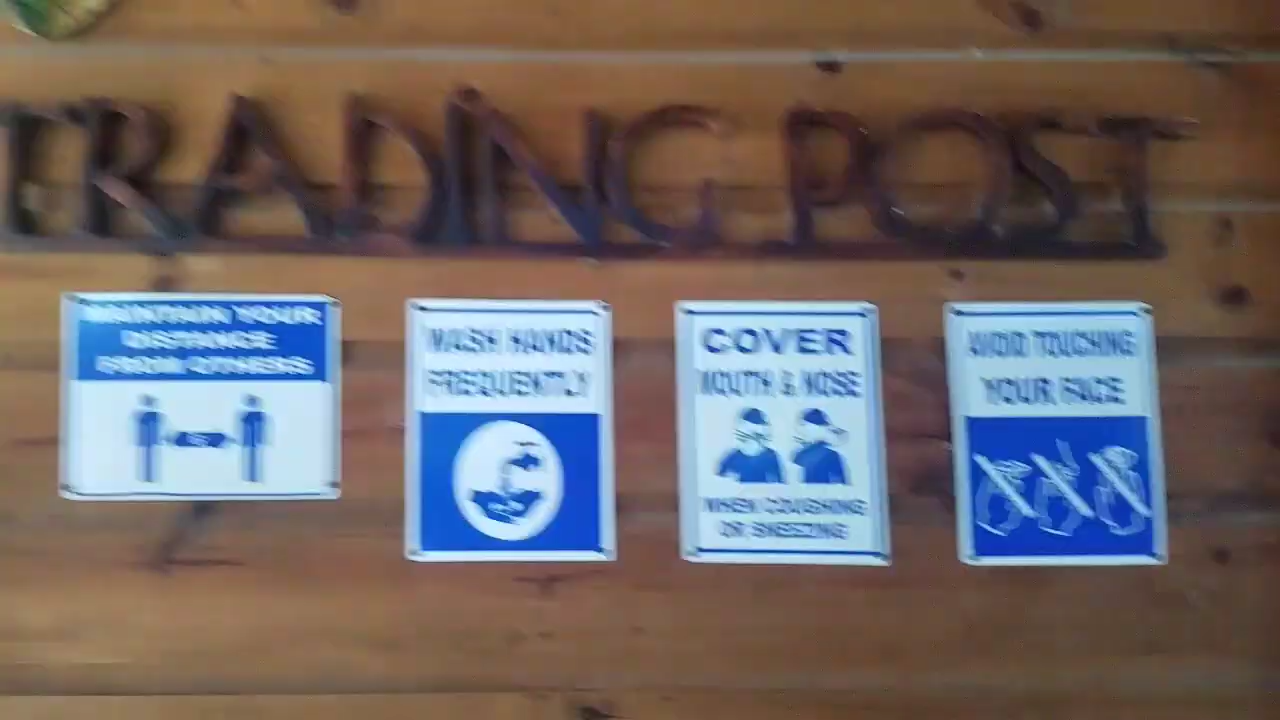 TRADING POST
MAINTAIN YOUR
DISTANCE
FROM OTHERS
WASH HANDS
FREQUENTLY
COVER
MOUTH & NOSE
WHEN COUGHING
OR SNEEZING
AVOID TOUCHING
YOUR FACE